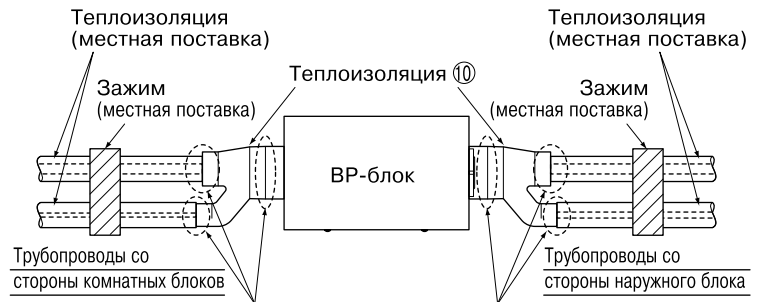 Теплоизоляция
(местная поставка)
Теплоизоляция
(местная поставка)
Теплоизоляция ⑩
Зажим
(местная поставка)
Зажим
(местная поставка)
ВР-блок
Трубопроводы со
стороны комнатных блоков
Трубопроводы со
стороны наружного блока